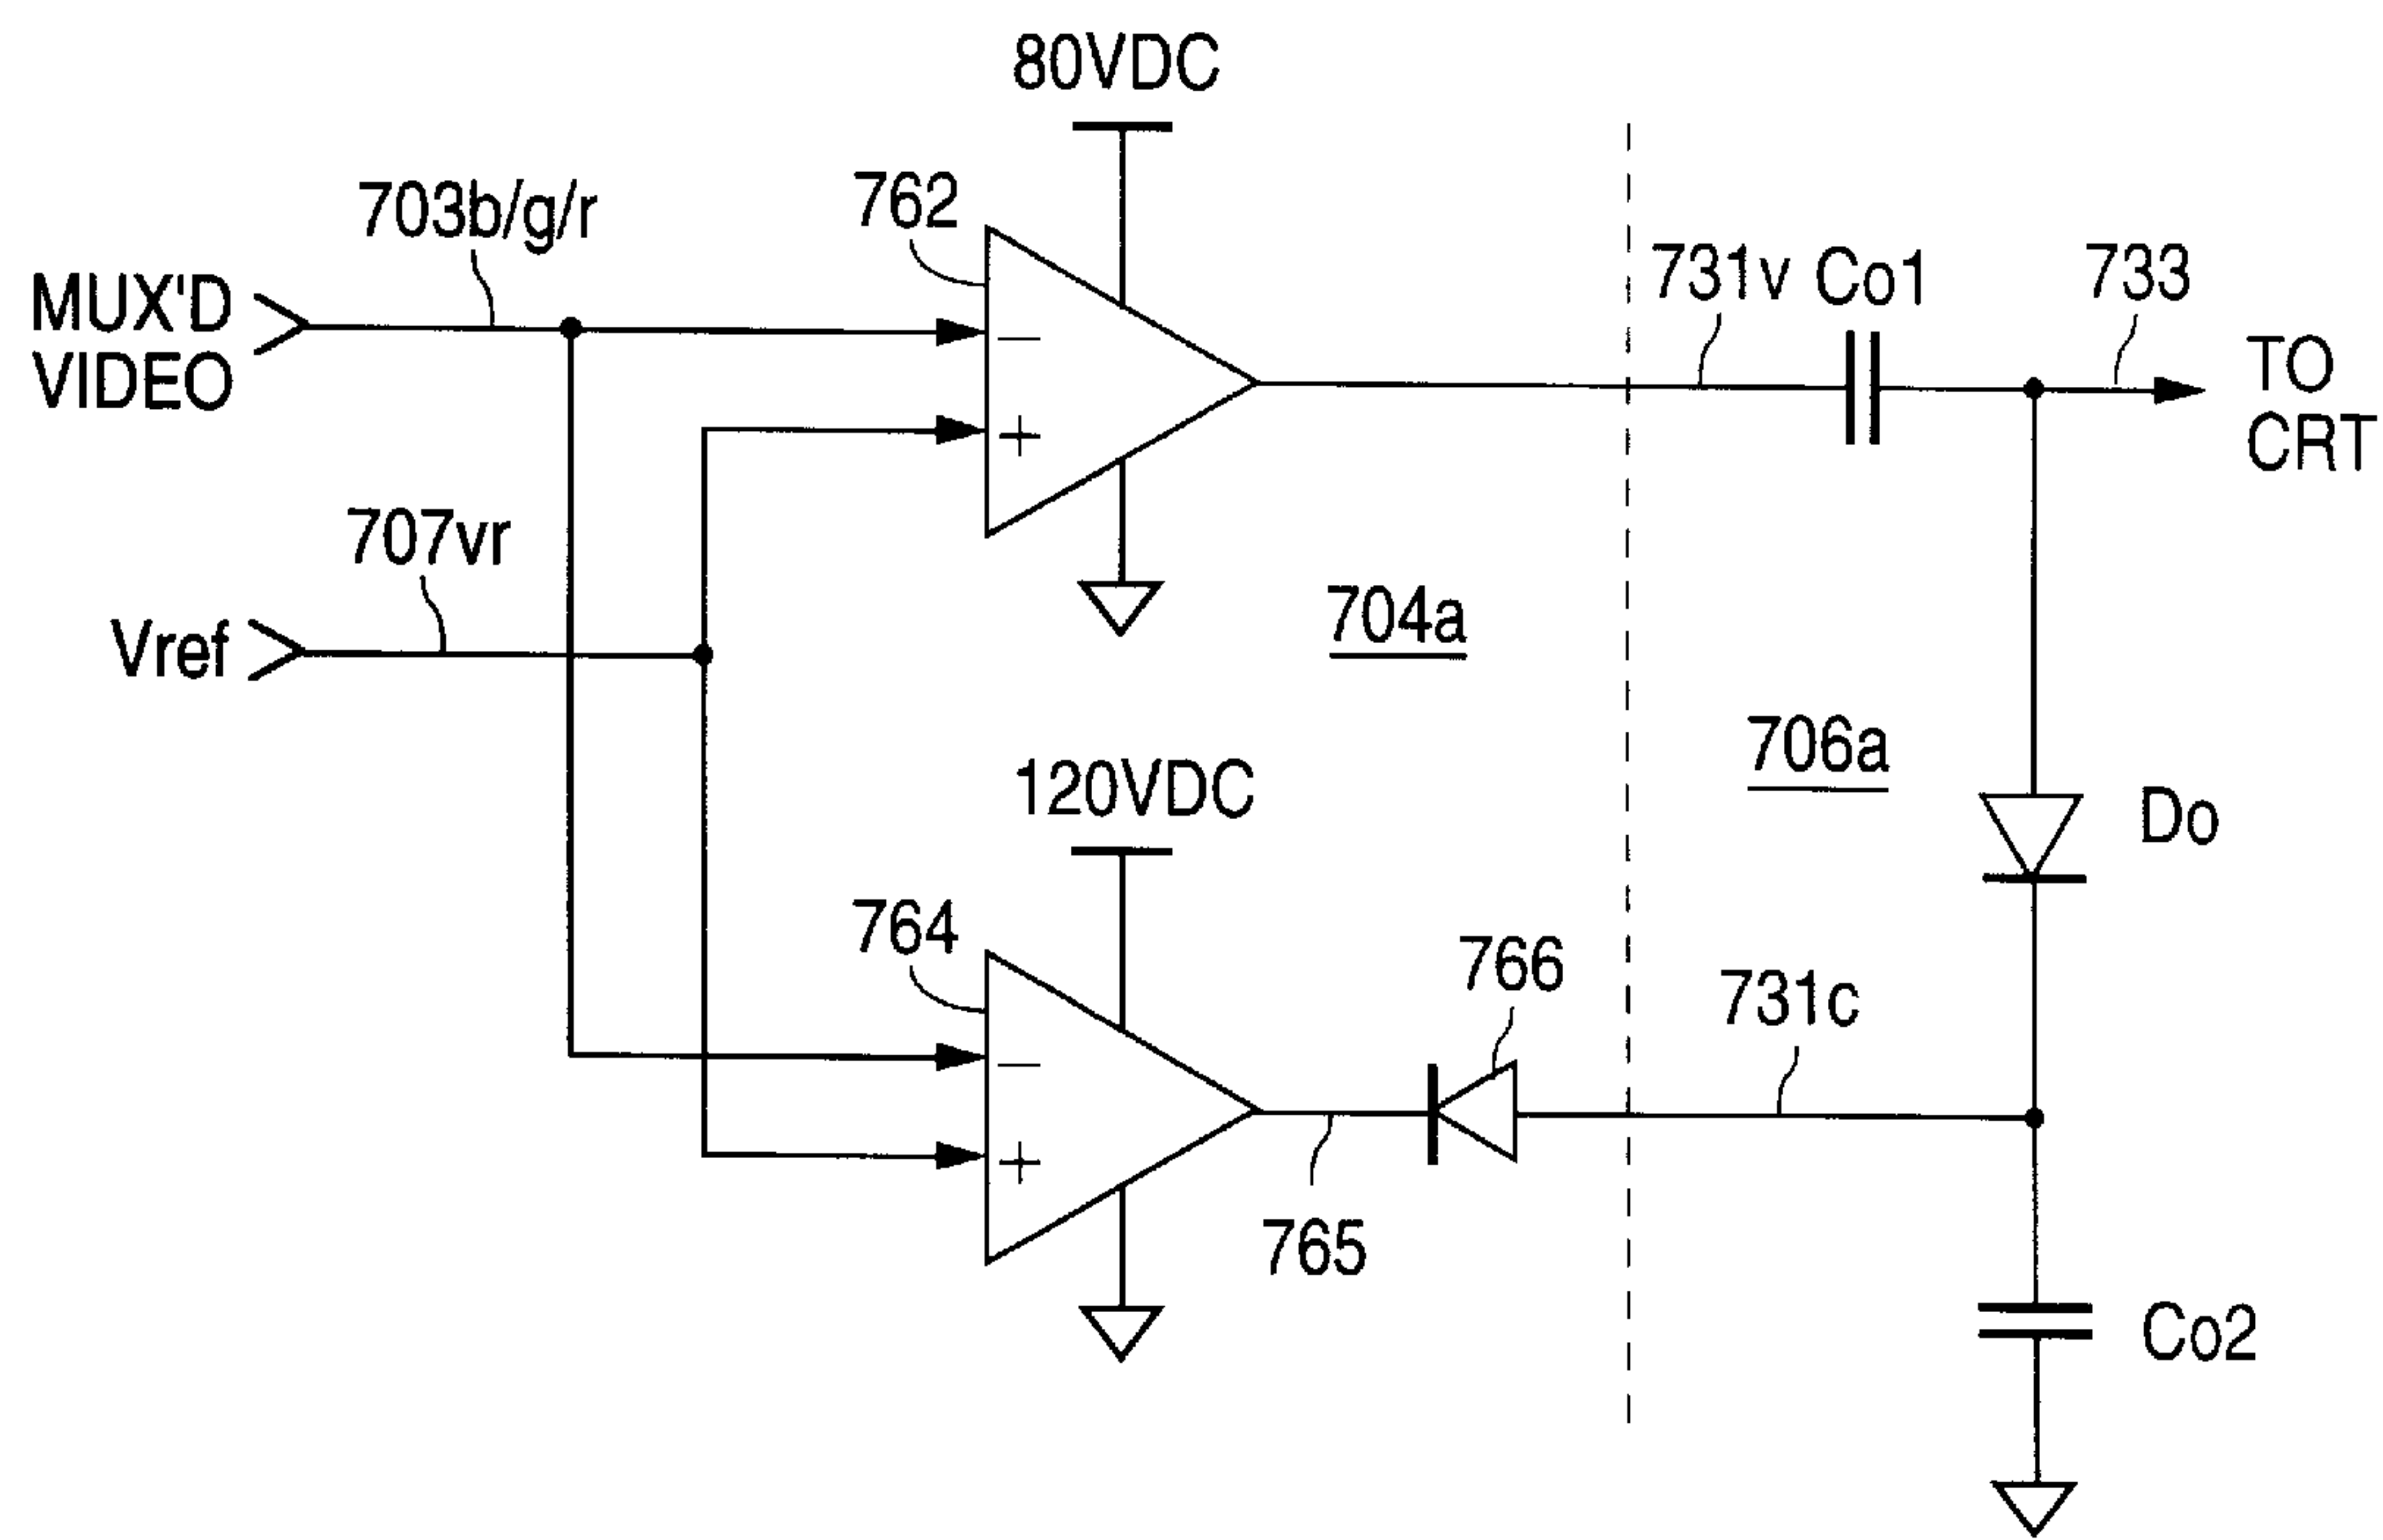 80VDC
703b/g/r
762
MUX'D
VIDEO
731v Co1
733
TO
CRT
−
+
707vr
Vref
704a
706a
120VDC
Do
764
766
731c
−
+
765
Co2